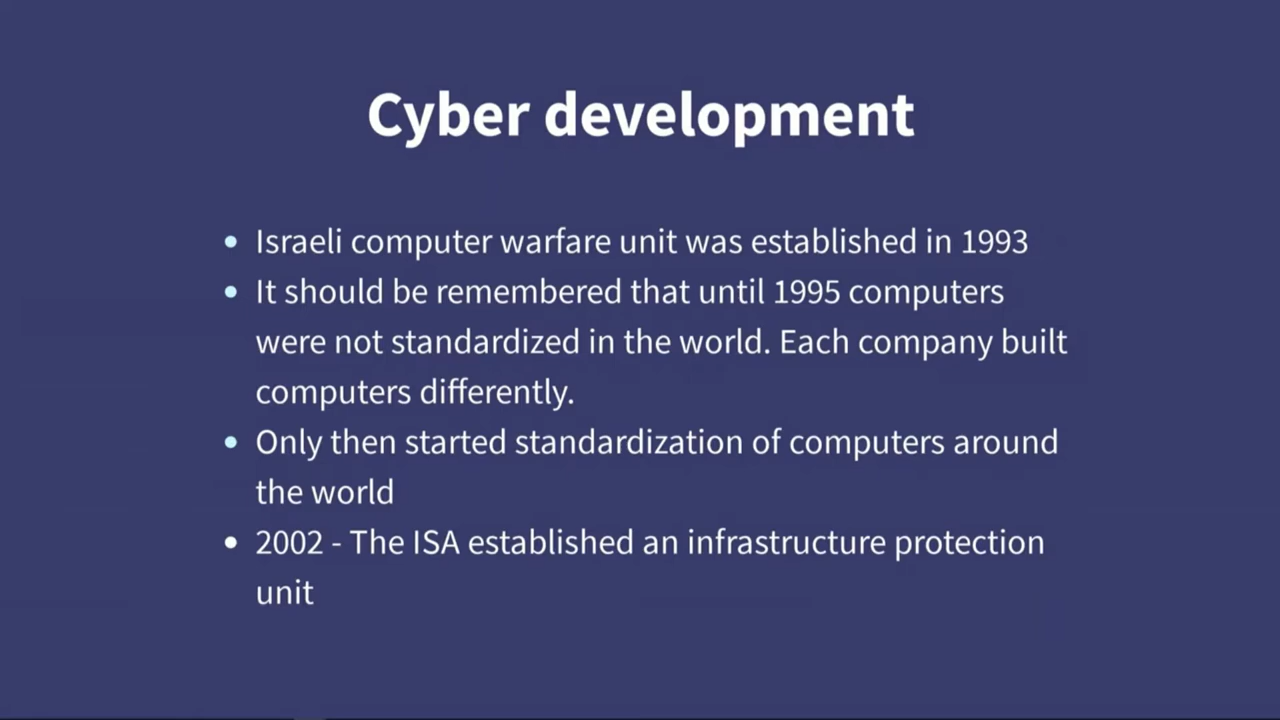 Cyber development
• Israeli computer warfare unit was established in 1993
• It should be remembered that until 1995 computers
were not standardized in the world. Each company built
computers differently.
• Only then started standardization of computers around
the world
• 2002 - The ISA established an infrastructure protection
unit